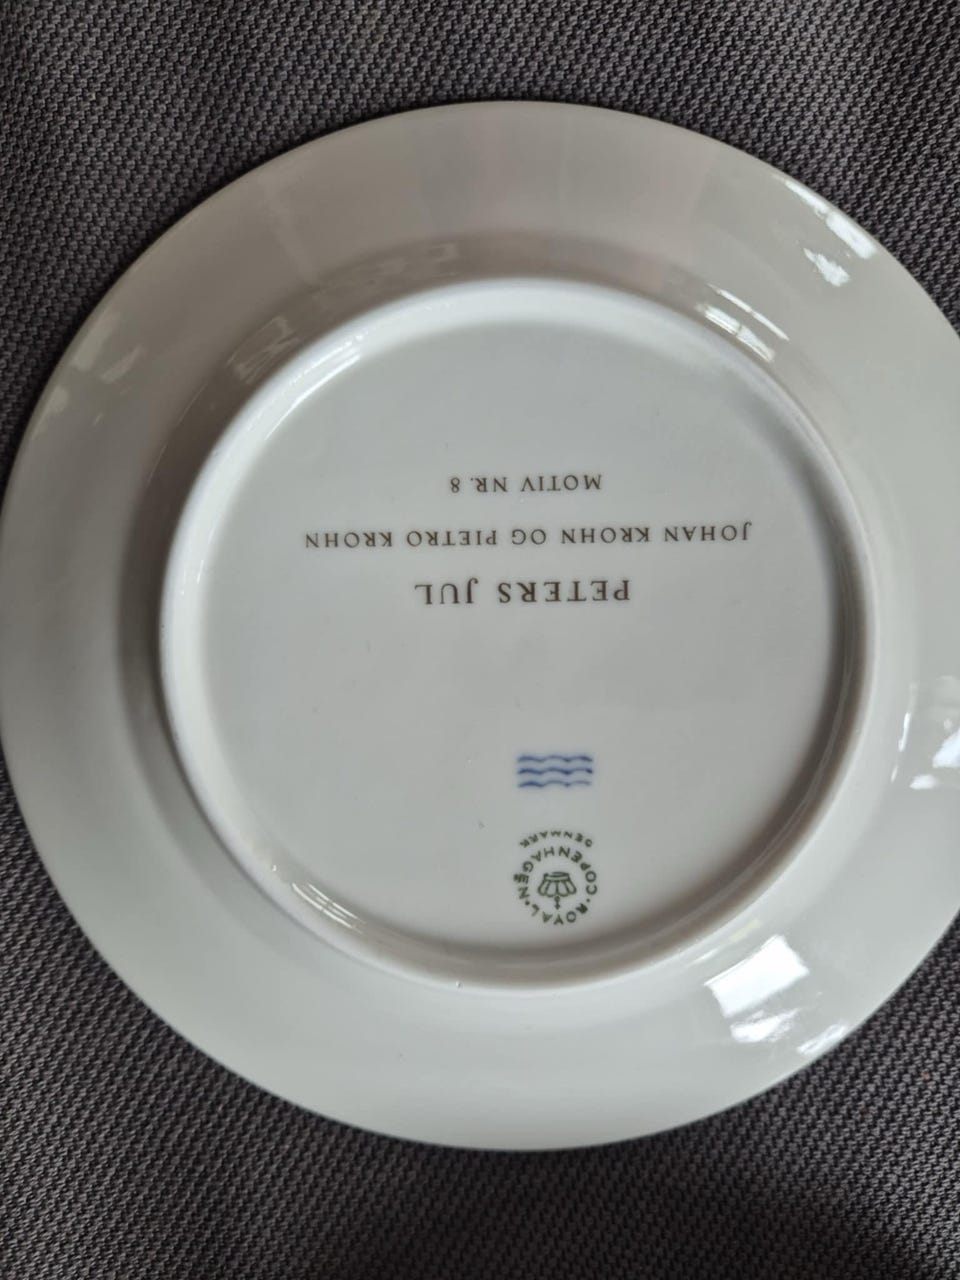 ROYAL · COPENHAGEN ·
DENMARK
PETERS JUL
JOHAN KROHN OG PIETRO KROHN
MOTIV NR. 8